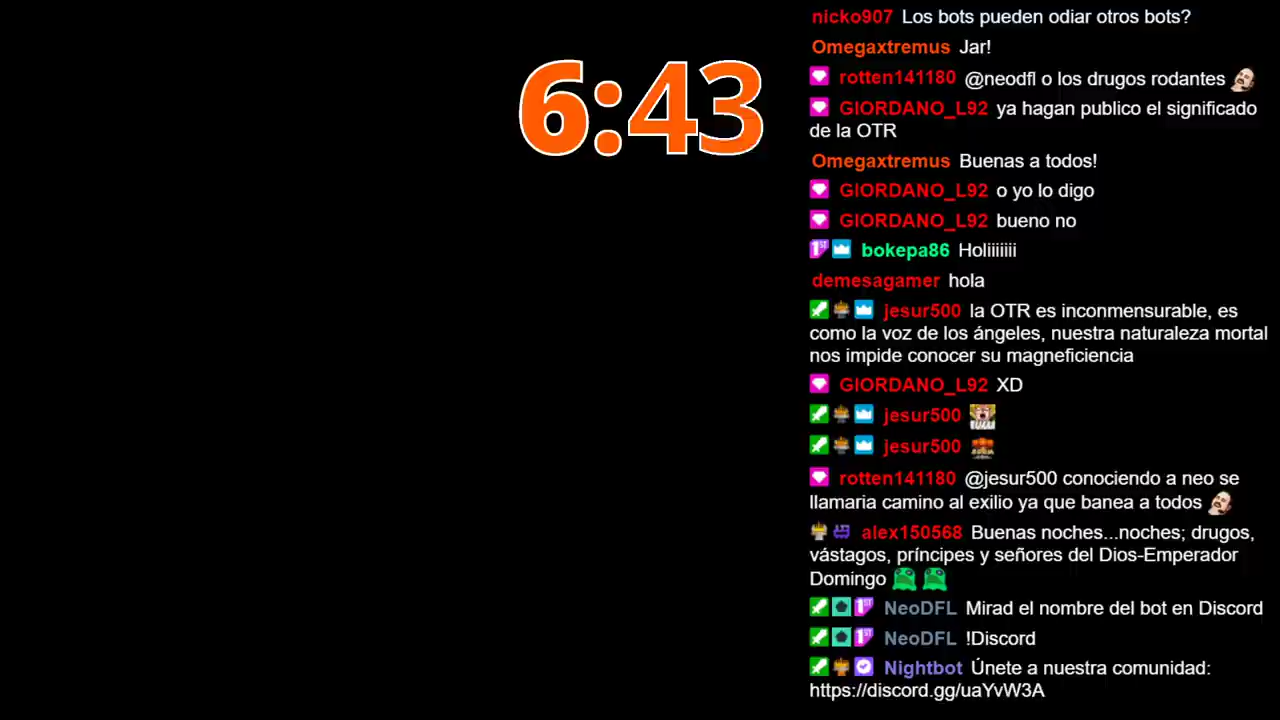 6:43
nicko907 Los bots pueden odiar otros bots?
Omegaxtremus Jar!
rotten141180 @neodfl o los drugos rodantes
GIORDANO_L92 ya hagan publico el significado
de la OTR
Omegaxtremus Buenas a todos!
GIORDANO_L92 o yo lo digo
GIORDANO_L92 bueno no
1ST bokepa86 Holiiiiiii
demesagamer hola
jesur500 la OTR es inconmensurable, es
como la voz de los ángeles, nuestra naturaleza mortal
nos impide conocer su magneficiencia
GIORDANO_L92 XD
jesur500
jesur500
rotten141180 @jesur500 conociendo a neo se
llamaria camino al exilio ya que banea a todos
alex150568 Buenas noches...noches; drugos,
vástagos, príncipes y señores del Dios-Emperador
Domingo
1ST NeoDFL Mirad el nombre del bot en Discord
1ST NeoDFL !Discord
Nightbot Únete a nuestra comunidad:
https://discord.gg/uaYvW3A